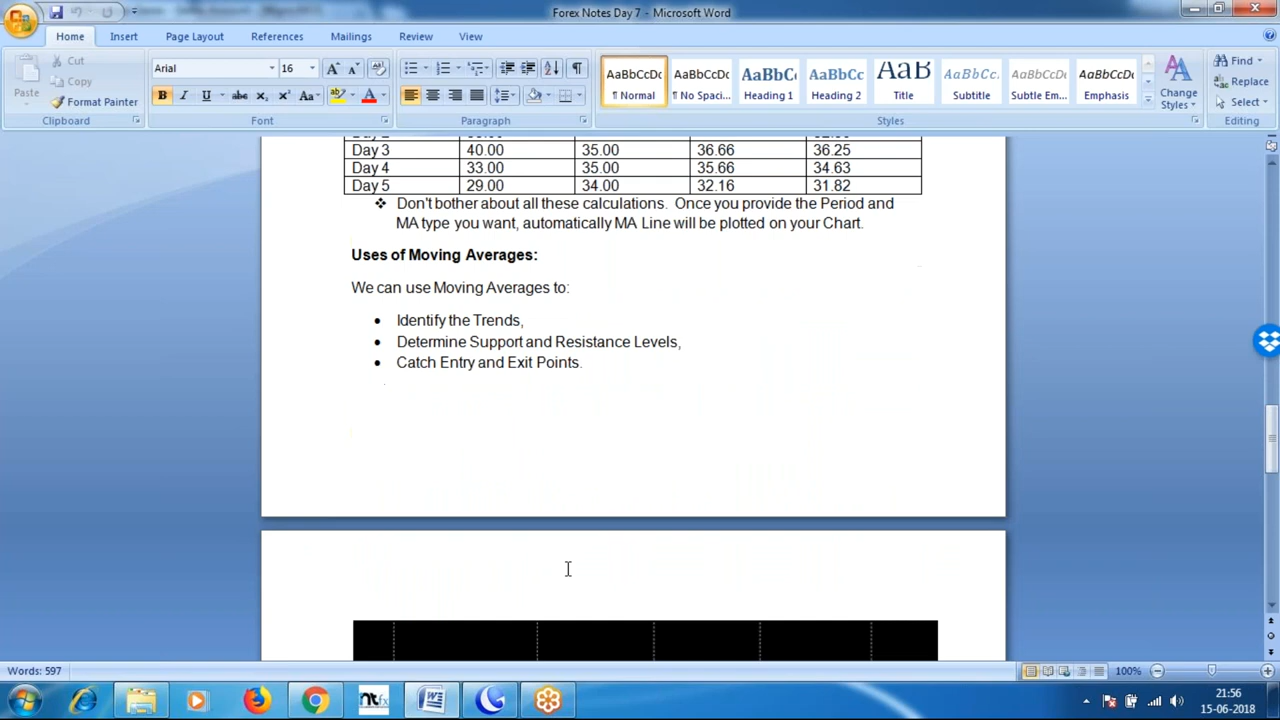 Forex Notes Day 7 - Microsoft Word
Home Insert Page Layout References Mailings Review View
Paste
Cut
Copy
Format Painter
Clipboard
Arial 16
Font
Paragraph
AaBbCcDc AaBbCcDc AaBbC AaBbCc AaB AaBbCc. AaBbCcDc AaBbCcDc
¶ Normal ¶ No Spaci... Heading 1 Heading 2 Title Subtitle Subtle Em... Emphasis
Change Styles
Styles
Find
Replace
Select
Editing
Day 3 40.00 35.00 36.66 36.25
Day 4 33.00 35.00 35.66 34.63
Day 5 29.00 34.00 32.16 31.82
❖ Don't bother about all these calculations. Once you provide the Period and
MA type you want, automatically MA Line will be plotted on your Chart.
Uses of Moving Averages:
We can use Moving Averages to:
• Identify the Trends,
• Determine Support and Resistance Levels,
• Catch Entry and Exit Points.
Words: 597
100%
ntfx
21:56
15-06-2018